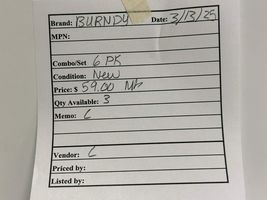 Brand: BURNDY Date: 3/13/25
MPN:
Combo/Set 6 PK
Condition: New
Price: $ 59.00
Qty Available: 3
Memo: C
Vendor: C
Priced by:
Listed by: